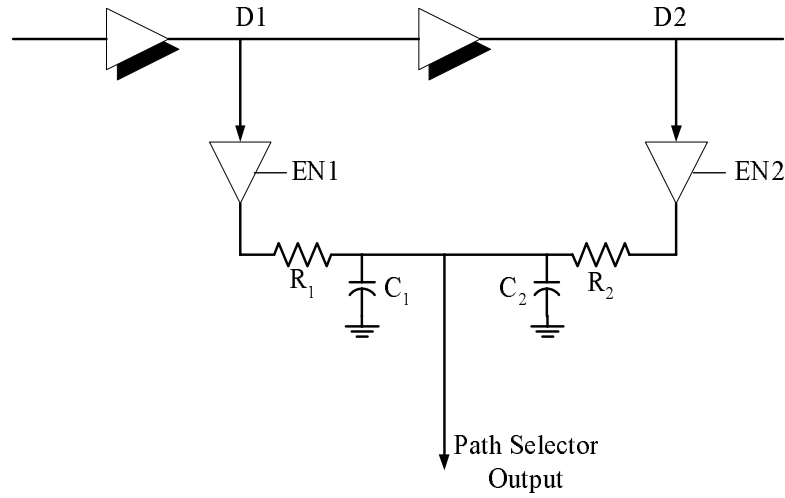 D1
D2
EN1
EN2
R1
C1
C2
R2
Path Selector
Output